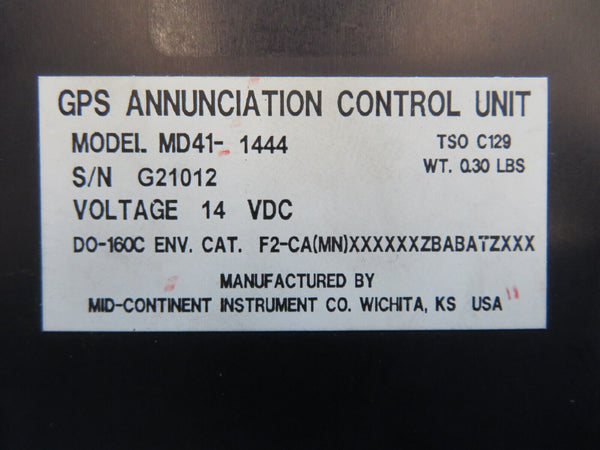 GPS ANNUNCIATION CONTROL UNIT
MODEL MD41- 1444 TSO C129
S/N G21012 WT. 0.30 LBS
VOLTAGE 14 VDC
DO-160C ENV. CAT. F2-CA(MN)XXXXXXZBABATZXXX
MANUFACTURED BY
MID-CONTINENT INSTRUMENT CO. WICHITA, KS USA